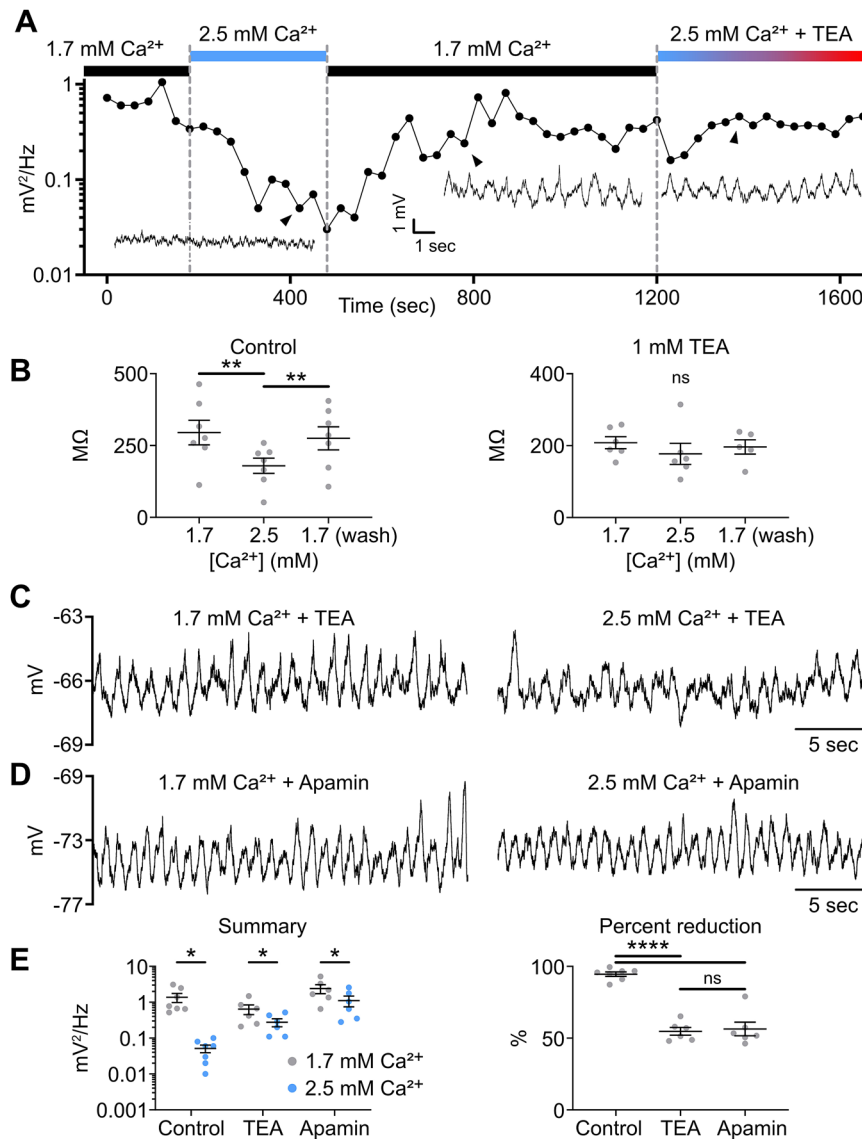 A
1.7 mM Ca²⁺
2.5 mM Ca²⁺
1.7 mM Ca²⁺
2.5 mM Ca²⁺ + TEA
mV²/Hz
1
0.1
0.01
1 mV
1 sec
0
400
800
1200
1600
Time (sec)
B
Control
MΩ
500
250
0
**
**
1.7
2.5
1.7 (wash)
[Ca²⁺] (mM)
1 mM TEA
MΩ
400
200
0
ns
1.7
2.5
1.7 (wash)
[Ca²⁺] (mM)
C
mV
-63
-66
-69
1.7 mM Ca²⁺ + TEA
2.5 mM Ca²⁺ + TEA
5 sec
D
mV
-69
-73
-77
1.7 mM Ca²⁺ + Apamin
2.5 mM Ca²⁺ + Apamin
5 sec
E
Summary
mV²/Hz
10
1
0.1
0.01
0.001
*
*
*
1.7 mM Ca²⁺
2.5 mM Ca²⁺
Control
TEA
Apamin
Percent reduction
%
100
50
0
****
ns
Control
TEA
Apamin